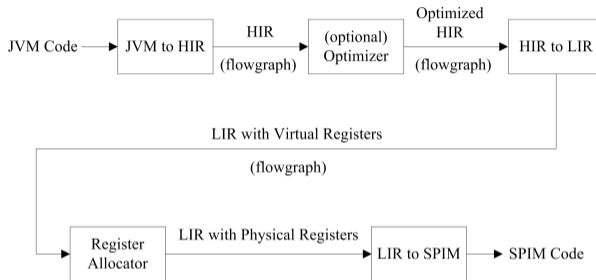 JVM Code
JVM to HIR
HIR
(flowgraph)
(optional)
Optimizer
Optimized
HIR
(flowgraph)
HIR to LIR
LIR with Virtual Registers
(flowgraph)
Register
Allocator
LIR with Physical Registers
LIR to SPIM
SPIM Code